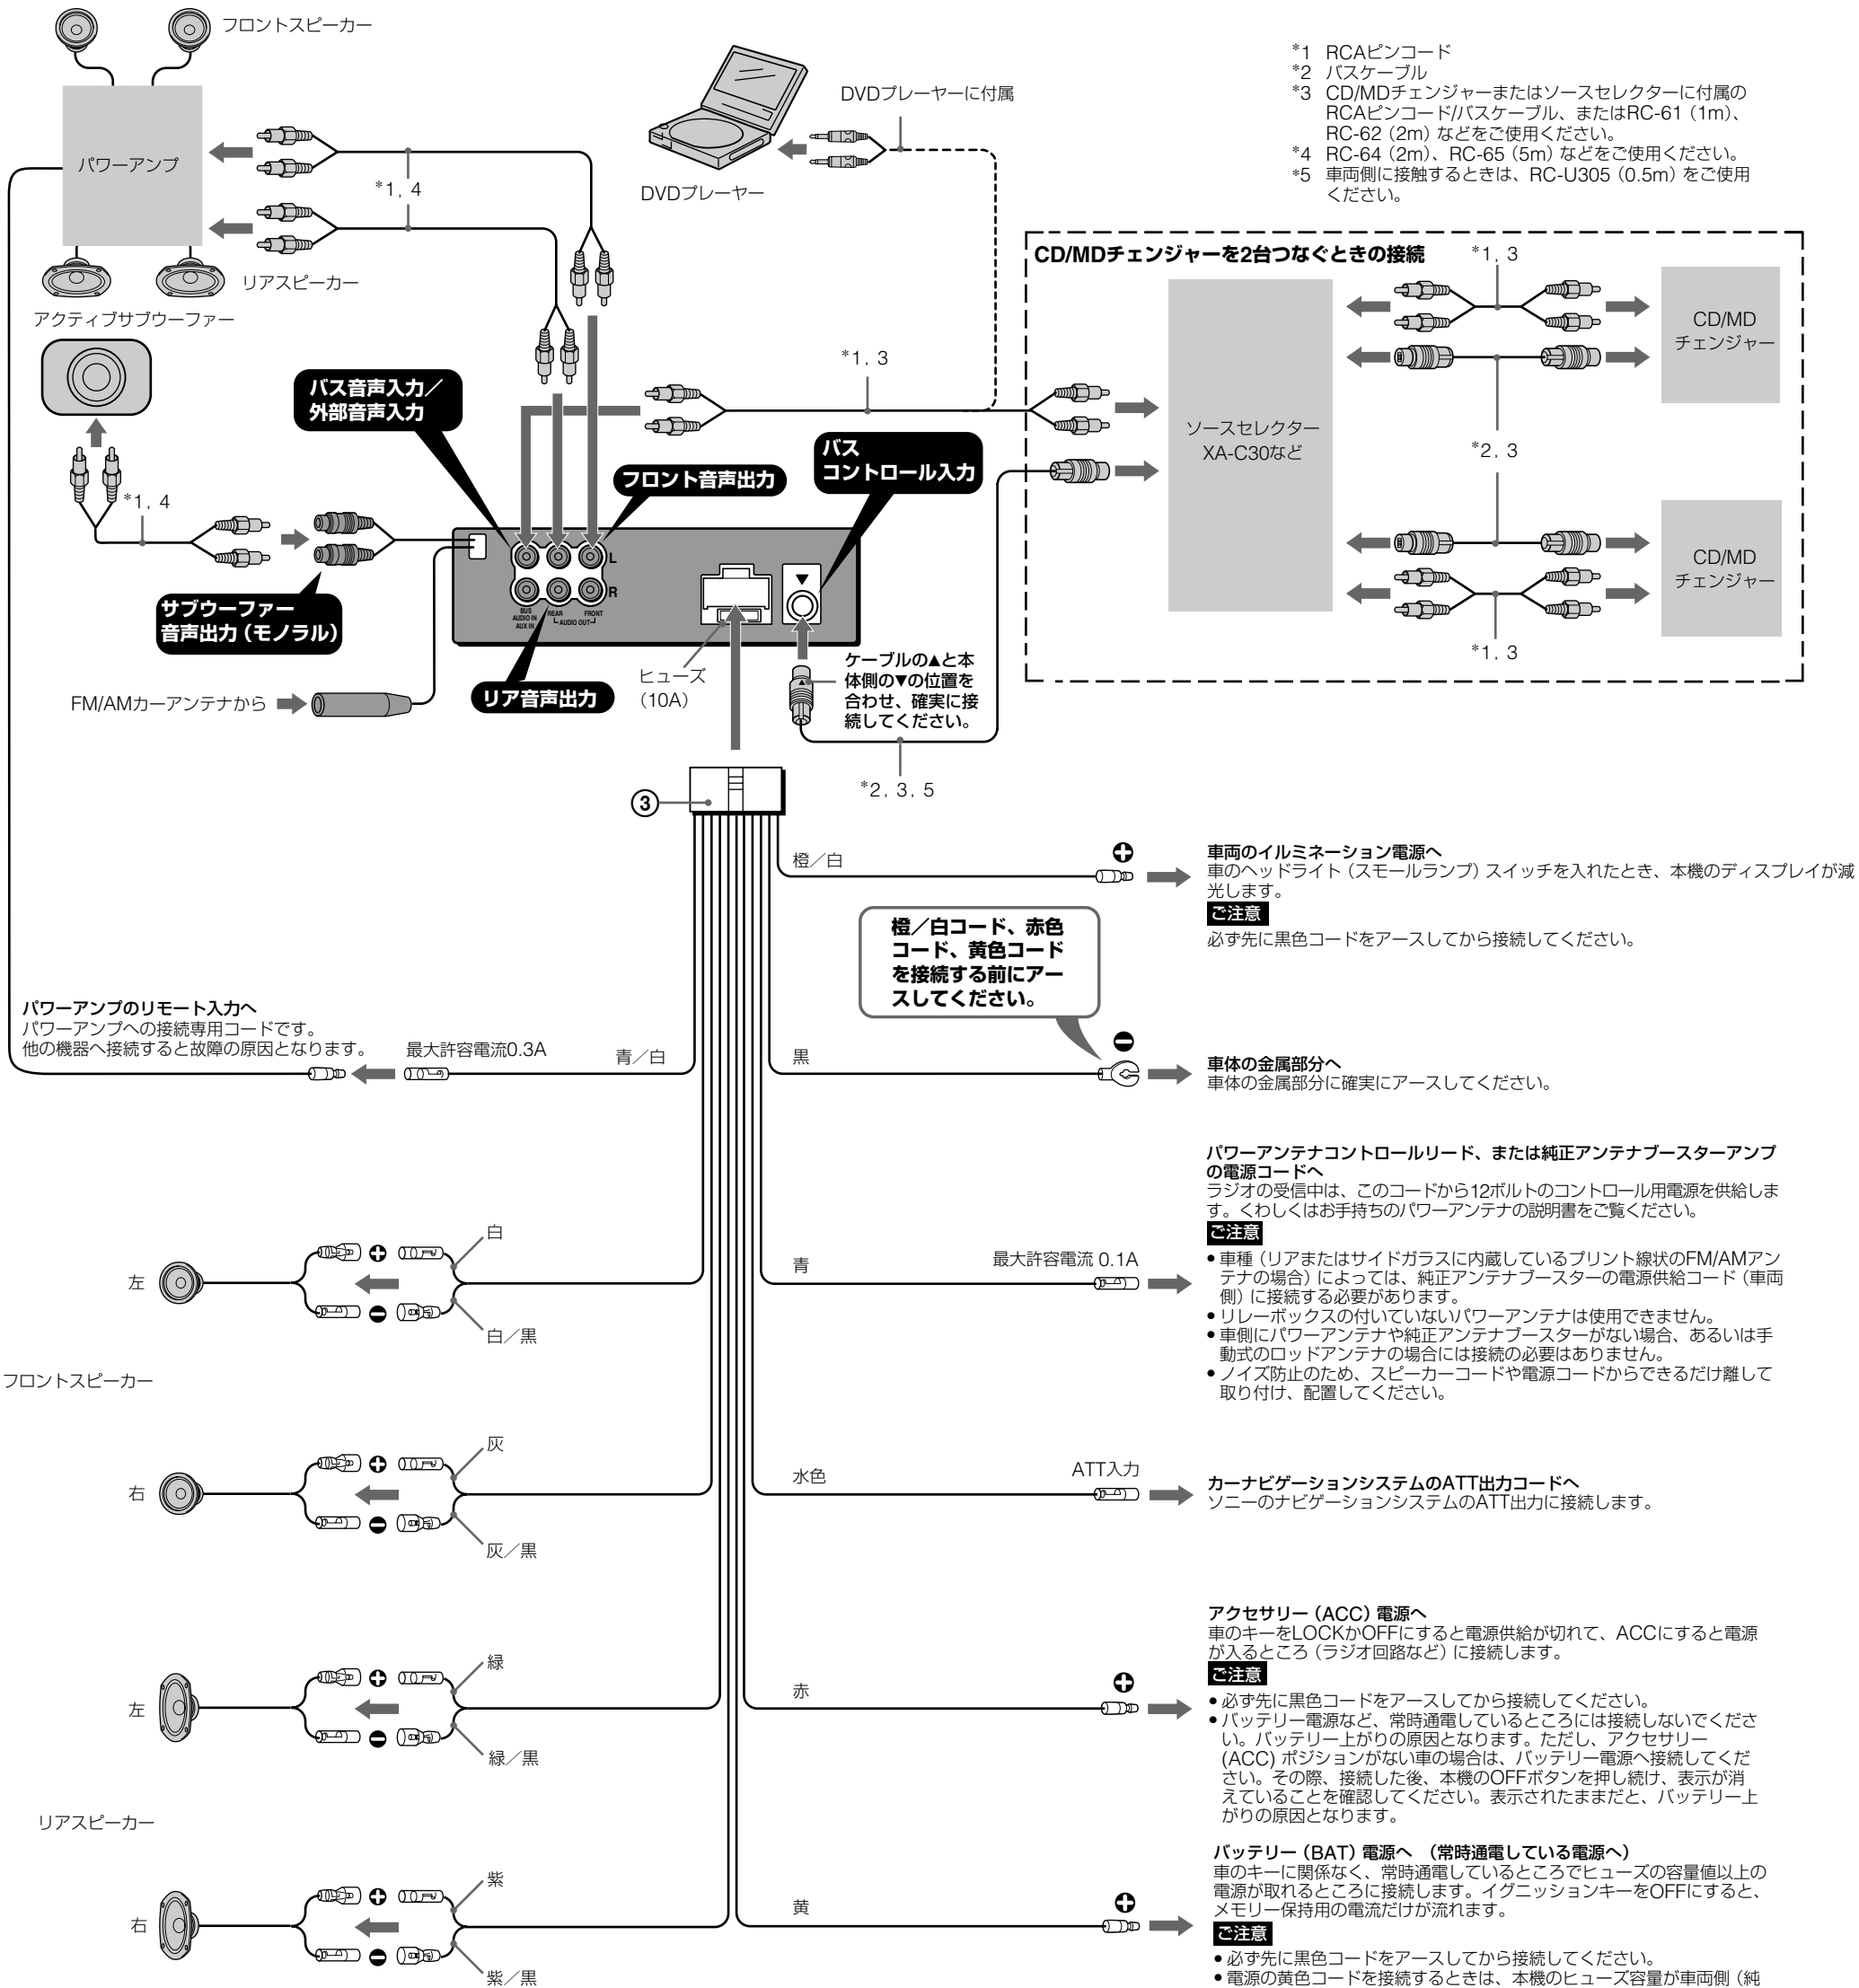 フロントスピーカー
パワーアンプ
*1, 4
リアスピーカー
アクティブサブウーファー
DVDプレーヤーに付属
DVDプレーヤー
*1 RCAピンコード
*2 バスケーブル
*3 CD/MDチェンジャーまたはソースセレクターに付属の
RCAピンコード/バスケーブル、またはRC-61（1m）、
RC-62（2m）などをご使用ください。
*4 RC-64（2m）、RC-65（5m）などをご使用ください。
*5 車両側に接触するときは、RC-U305（0.5m）をご使用
ください。
CD/MDチェンジャーを2台つなぐときの接続
*1, 3
CD/MD
チェンジャー
ソースセレクター
XA-C30など
*2, 3
CD/MD
チェンジャー
*1, 3
*1, 3
バス音声入力／
外部音声入力
フロント音声出力
バス
コントロール入力
*1, 4
サブウーファー
音声出力（モノラル）
L
R
BUS
AUDIO IN
AUX IN
REAR
FRONT
AUDIO OUT
リア音声出力
ヒューズ
(10A)
ケーブルの▲と本
体側の▼の位置を
合わせ、確実に接
続してください。
FM/AMカーアンテナから
*2, 3, 5
③
橙／白
車両のイルミネーション電源へ
車のヘッドライト（スモールランプ）スイッチを入れたとき、本機のディスプレイが減
光します。
ご注意
必ず先に黒色コードをアースしてから接続してください。
橙／白コード、赤色
コード、黄色コード
を接続する前にアー
スしてください。
パワーアンプのリモート入力へ
パワーアンプへの接続専用コードです。
他の機器へ接続すると故障の原因となります。
最大許容電流0.3A
青／白
黒
車体の金属部分へ
車体の金属部分に確実にアースしてください。
パワーアンテナコントロールリード、または純正アンテナブースターアンプ
の電源コードへ
ラジオの受信中は、このコードから12ボルトのコントロール用電源を供給しま
す。くわしくはお手持ちのパワーアンテナの説明書をご覧ください。
ご注意
• 車種（リアまたはサイドガラスに内蔵しているプリント線状のFM/AMアン
テナの場合）によっては、純正アンテナブースターの電源供給コード（車両
側）に接続する必要があります。
• リレーボックスの付いていないパワーアンテナは使用できません。
• 車側にパワーアンテナや純正アンテナブースターがない場合、あるいは手
動式のロッドアンテナの場合には接続の必要はありません。
• ノイズ防止のため、スピーカーコードや電源コードからできるだけ離して
取り付け、配置してください。
青
最大許容電流 0.1A
左
白
白／黒
フロントスピーカー
右
灰
灰／黒
水色
ATT入力
カーナビゲーションシステムのATT出力コードへ
ソニーのナビゲーションシステムのATT出力に接続します。
左
緑
緑／黒
赤
アクセサリー（ACC）電源へ
車のキーをLOCKかOFFにすると電源供給が切れて、ACCにすると電源
が入るところ（ラジオ回路など）に接続します。
ご注意
• 必ず先に黒色コードをアースしてから接続してください。
• バッテリー電源など、常時通電しているところには接続しないでくださ
い。バッテリー上がりの原因となります。ただし、アクセサリー
(ACC) ポジションがない車の場合は、バッテリー電源へ接続してくだ
さい。その際、接続した後、本機のOFFボタンを押し続け、表示が消
えていることを確認してください。表示されたままだと、バッテリー上
がりの原因となります。
リアスピーカー
右
紫
紫／黒
黄
バッテリー（BAT）電源へ （常時通電している電源へ）
車のキーに関係なく、常時通電しているところでヒューズの容量値以上の
電源が取れるところに接続します。イグニッションキーをOFFにすると、
メモリー保持用の電流だけが流れます。
ご注意
• 必ず先に黒色コードをアースしてから接続してください。
• 電源の黄色コードを接続するときは、本機のヒューズ容量が車両側（純